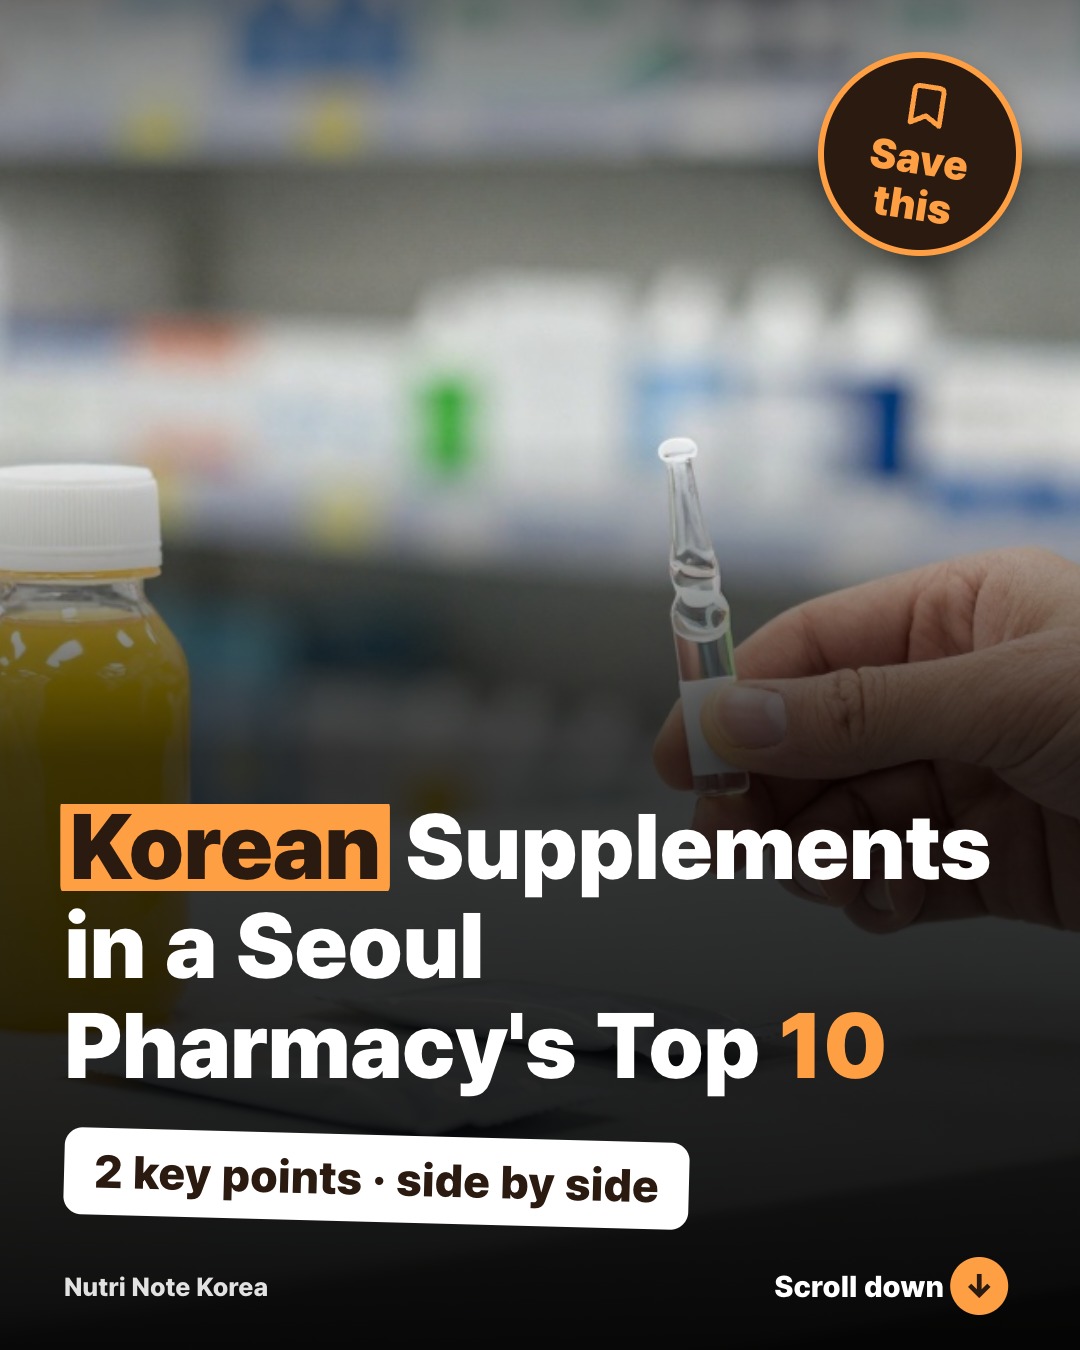 Save
this
Korean Supplements
in a Seoul
Pharmacy's Top 10
2 key points · side by side
Nutri Note Korea
Scroll down